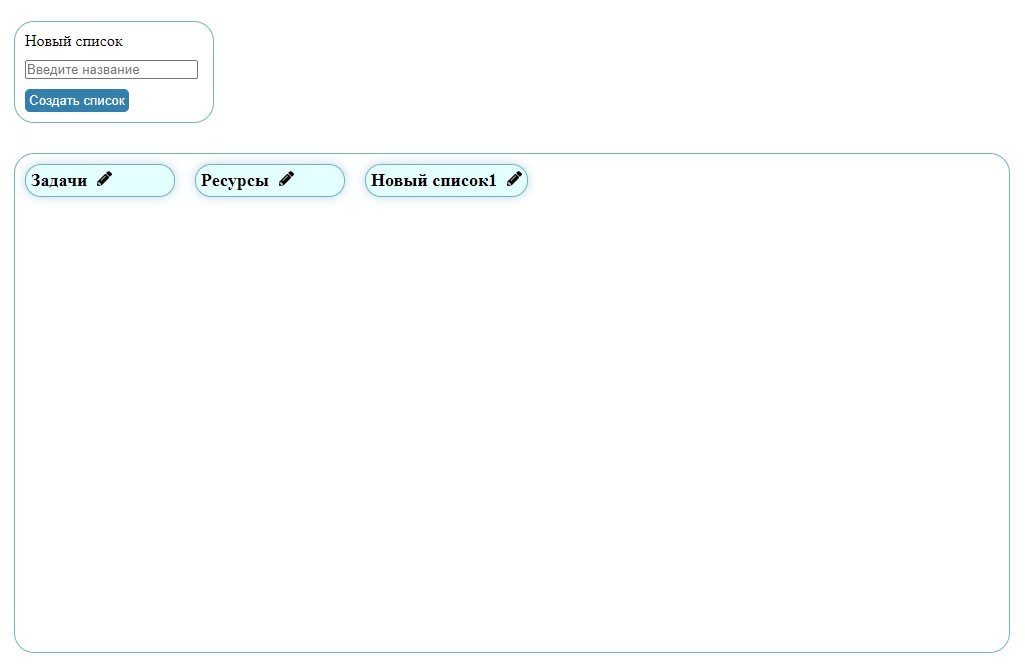 Новый список
Введите название
Создать список
Задачи Ресурсы Новый список1